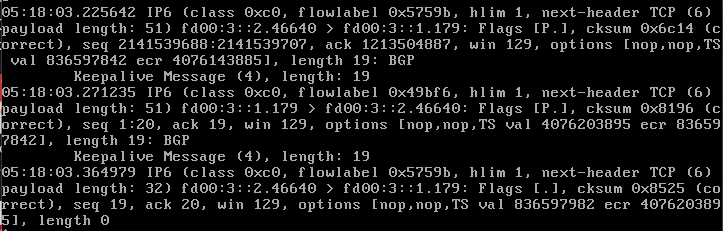 05:18:03.225642 IP6 (class 0xc0, flowlabel 0x5759b, hlim 1, next-header TCP (6)
payload length: 51) fd00:3::2.46640 > fd00:3::1.179: Flags [P.], cksum 0x6c14 (c
orrect), seq 2141539688:2141539707, ack 1213504887, win 129, options [nop,nop,TS
 val 836597842 ecr 4076143885], length 19: BGP
        Keepalive Message (4), length: 19
05:18:03.271235 IP6 (class 0xc0, flowlabel 0x49bf6, hlim 1, next-header TCP (6)
payload length: 51) fd00:3::1.179 > fd00:3::2.46640: Flags [P.], cksum 0x8196 (c
orrect), seq 1:20, ack 19, win 129, options [nop,nop,TS val 4076203895 ecr 83659
7842], length 19: BGP
        Keepalive Message (4), length: 19
05:18:03.364979 IP6 (class 0xc0, flowlabel 0x5759b, hlim 1, next-header TCP (6)
payload length: 32) fd00:3::2.46640 > fd00:3::1.179: Flags [.], cksum 0x8525 (co
rrect), seq 19, ack 20, win 129, options [nop,nop,TS val 836597982 ecr 407620389
5], length 0